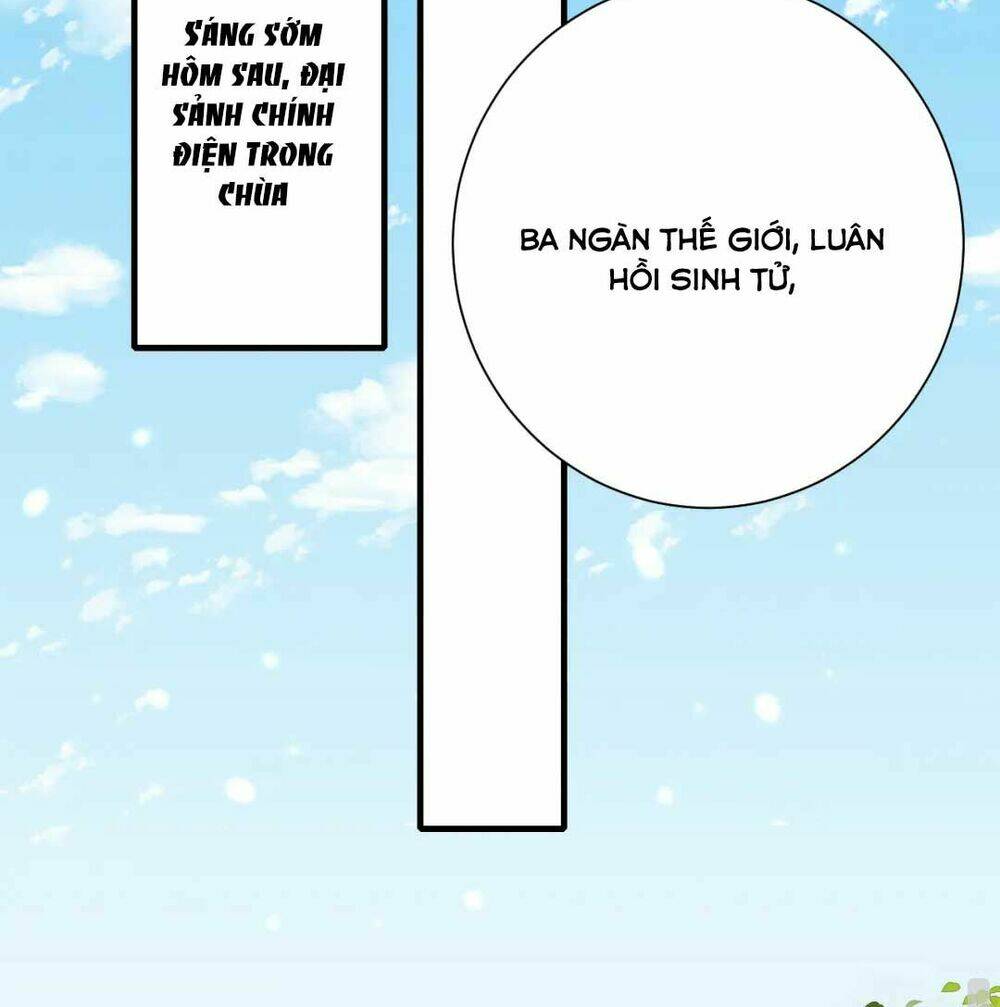 SÁNG SỚM
HÔM SAU, ĐẠI
SẢNH CHÍNH
ĐIỆN TRONG
CHÙA
BA NGÀN THẾ GIỚI, LUÂN
HỒI SINH TỬ,